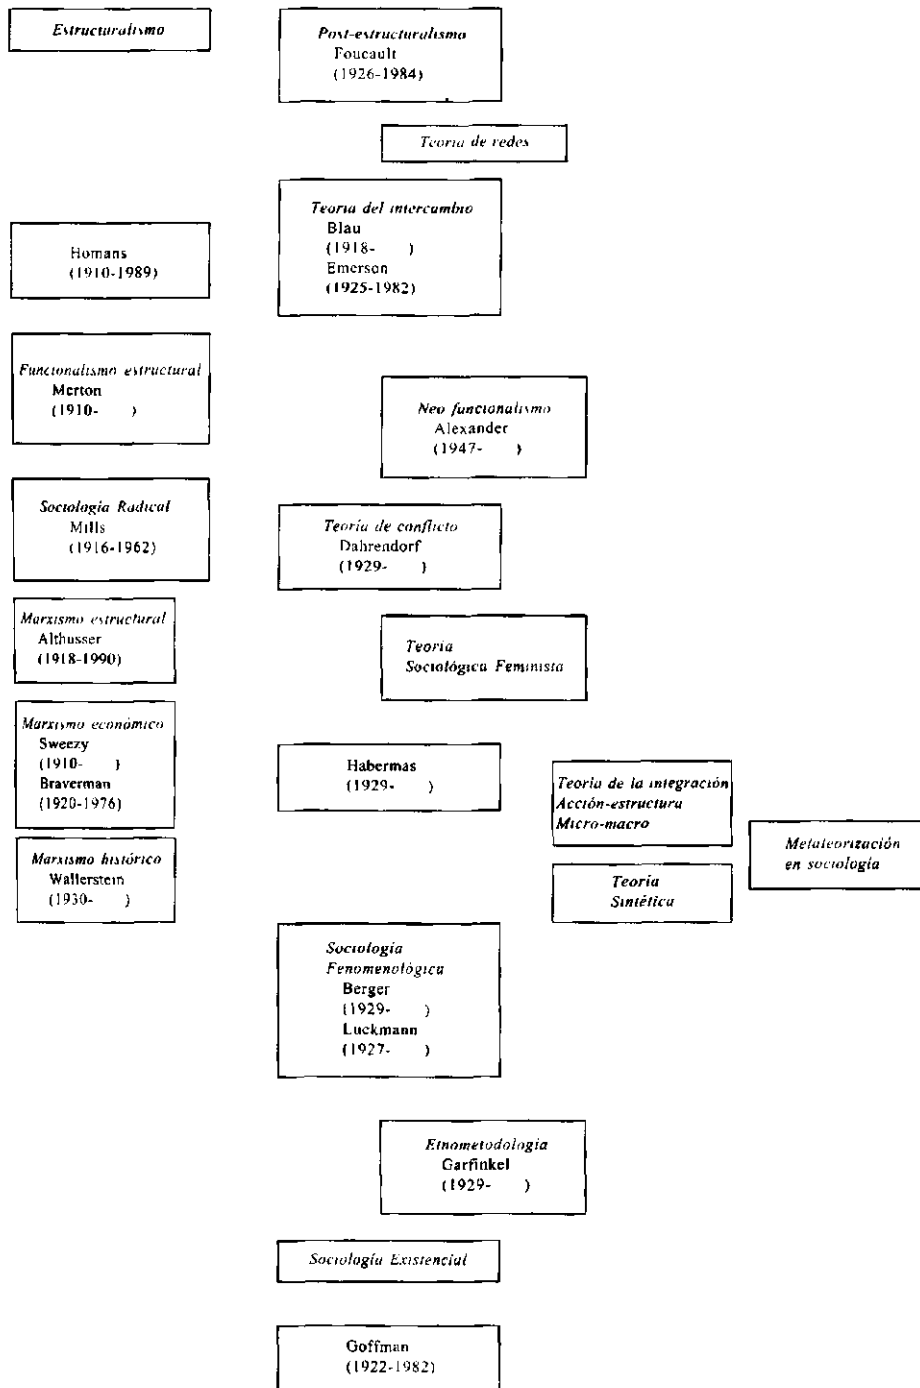 Estructuralismo
Post-estructuralismo
Foucault
(1926-1984)
Teoría de redes
Teoría del intercambio
Blau
(1918- )
Emerson
(1925-1982)
Homans
(1910-1989)
Funcionalismo estructural
Merton
(1910- )
Neo funcionalismo
Alexander
(1947- )
Sociología Radical
Mills
(1916-1962)
Teoría de conflicto
Dahrendorf
(1929- )
Marxismo estructural
Althusser
(1918-1990)
Teoría
Sociológica Feminista
Marxismo económico
Sweezy
(1910- )
Braverman
(1920-1976)
Habermas
(1929- )
Teoría de la integración
Acción-estructura
Micro-macro
Metateorización
en sociología
Marxismo histórico
Wallerstein
(1930- )
Teoría
Sintética
Sociología
Fenomenológica
Berger
(1929- )
Luckmann
(1927- )
Etnometodología
Garfinkel
(1929- )
Sociología Existencial
Goffman
(1922-1982)